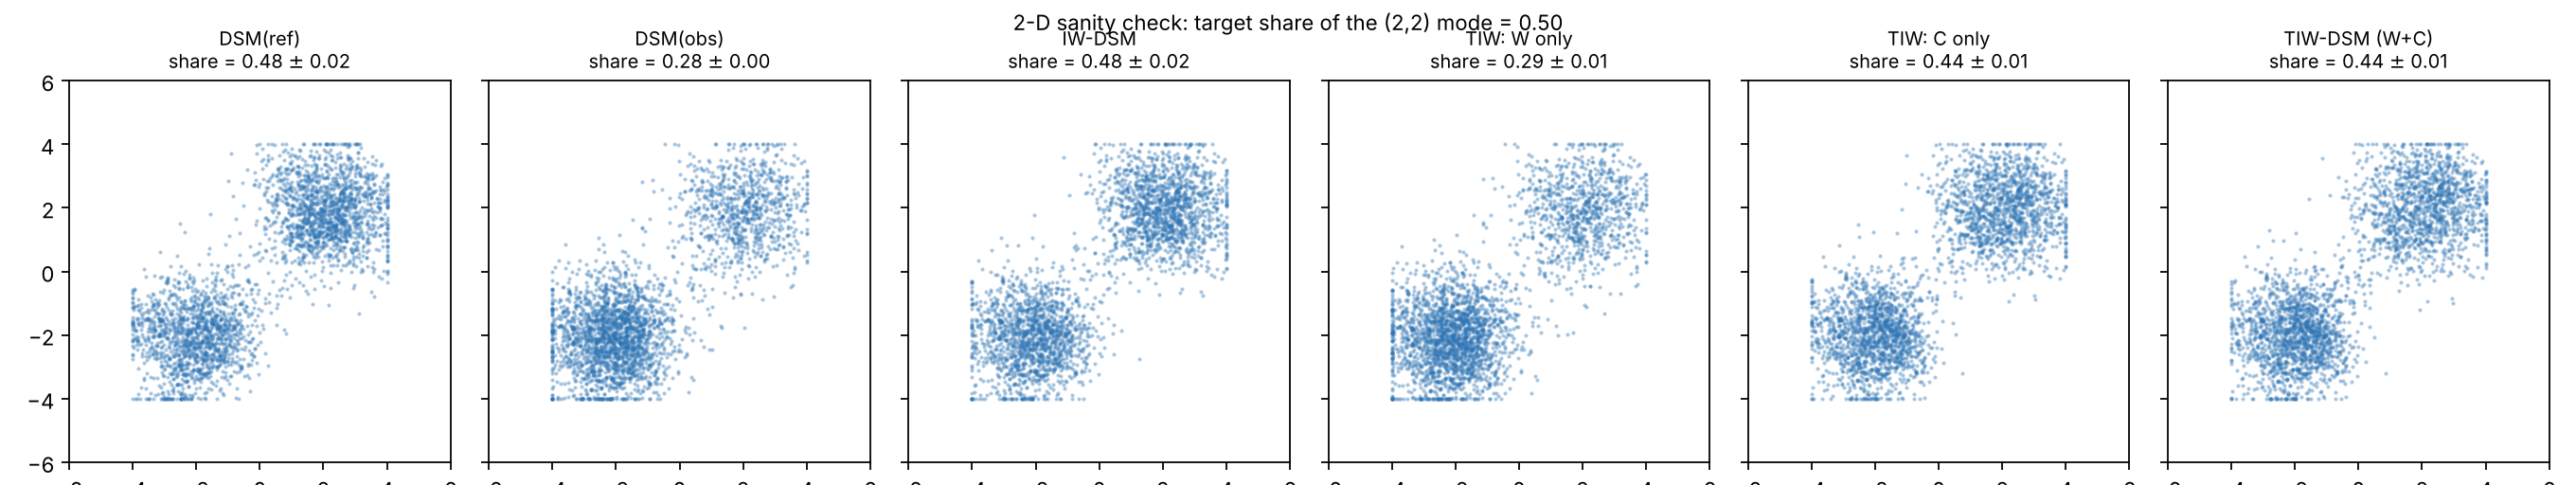 2-D sanity check: target share of the (2,2) mode = 0.50
DSM(ref)
share = 0.48 ± 0.02
DSM(obs)
share = 0.28 ± 0.00
IW-DSM
share = 0.48 ± 0.02
TIW: W only
share = 0.29 ± 0.01
TIW: C only
share = 0.44 ± 0.01
TIW-DSM (W+C)
share = 0.44 ± 0.01
6
4
2
0
−2
−4
−6